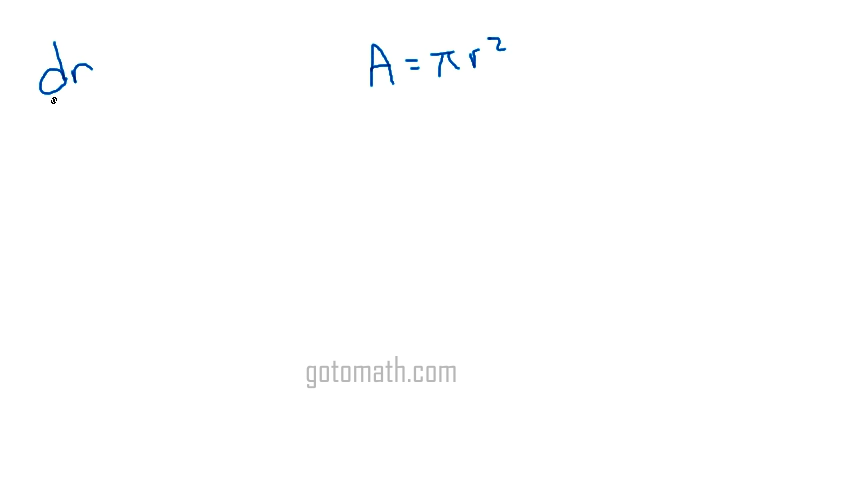 dr
A = πr²
gotomath.com